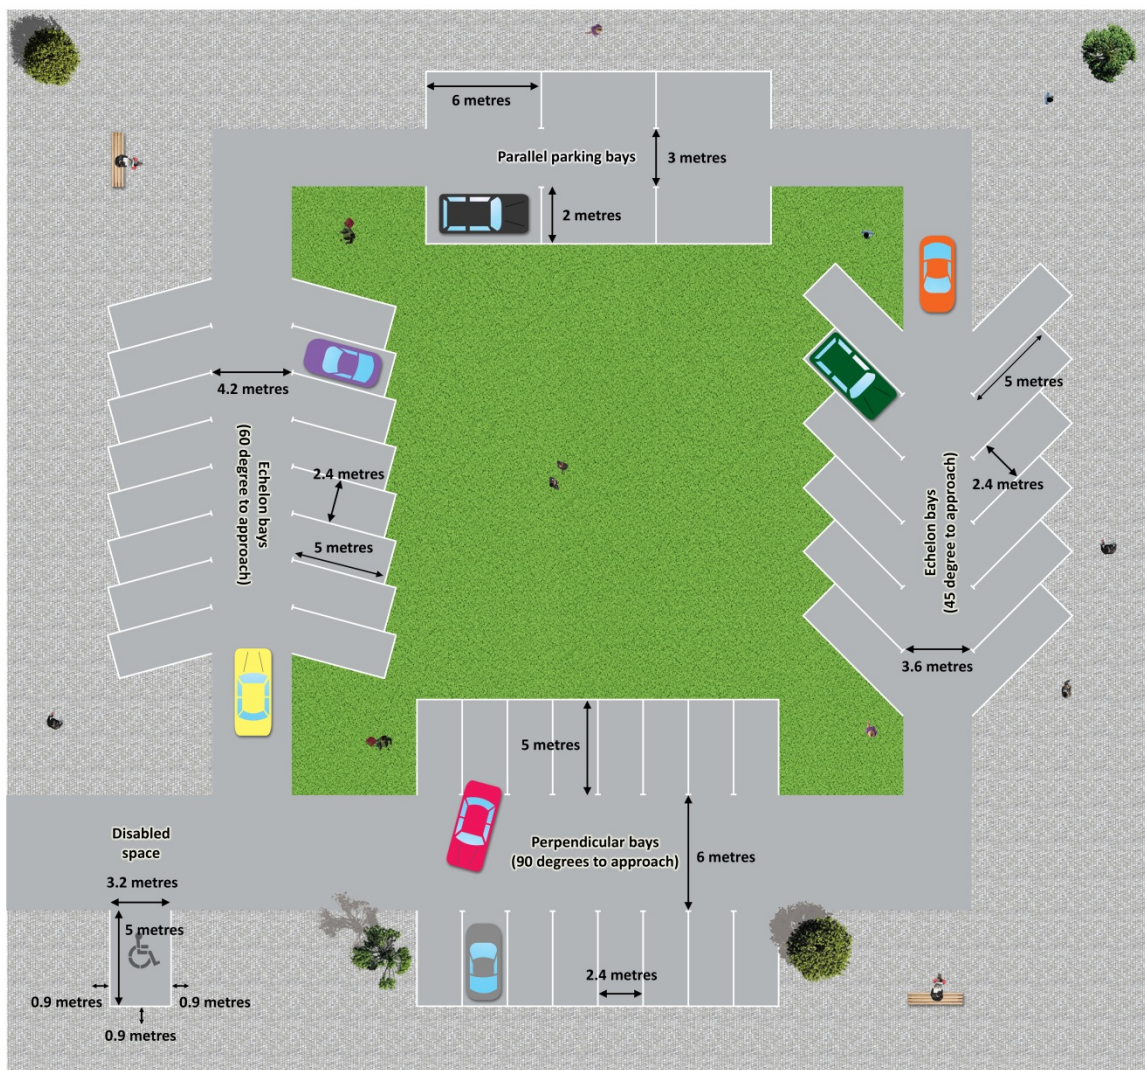 6 metres
Parallel parking bays
3 metres
2 metres
4.2 metres
5 metres
2.4 metres
Echelon bays
(60 degree to approach)
2.4 metres
5 metres
Echelon bays
(45 degree to approach)
3.6 metres
5 metres
Disabled
space
Perpendicular bays
(90 degrees to approach)
6 metres
3.2 metres
5 metres
2.4 metres
0.9 metres
0.9 metres
0.9 metres